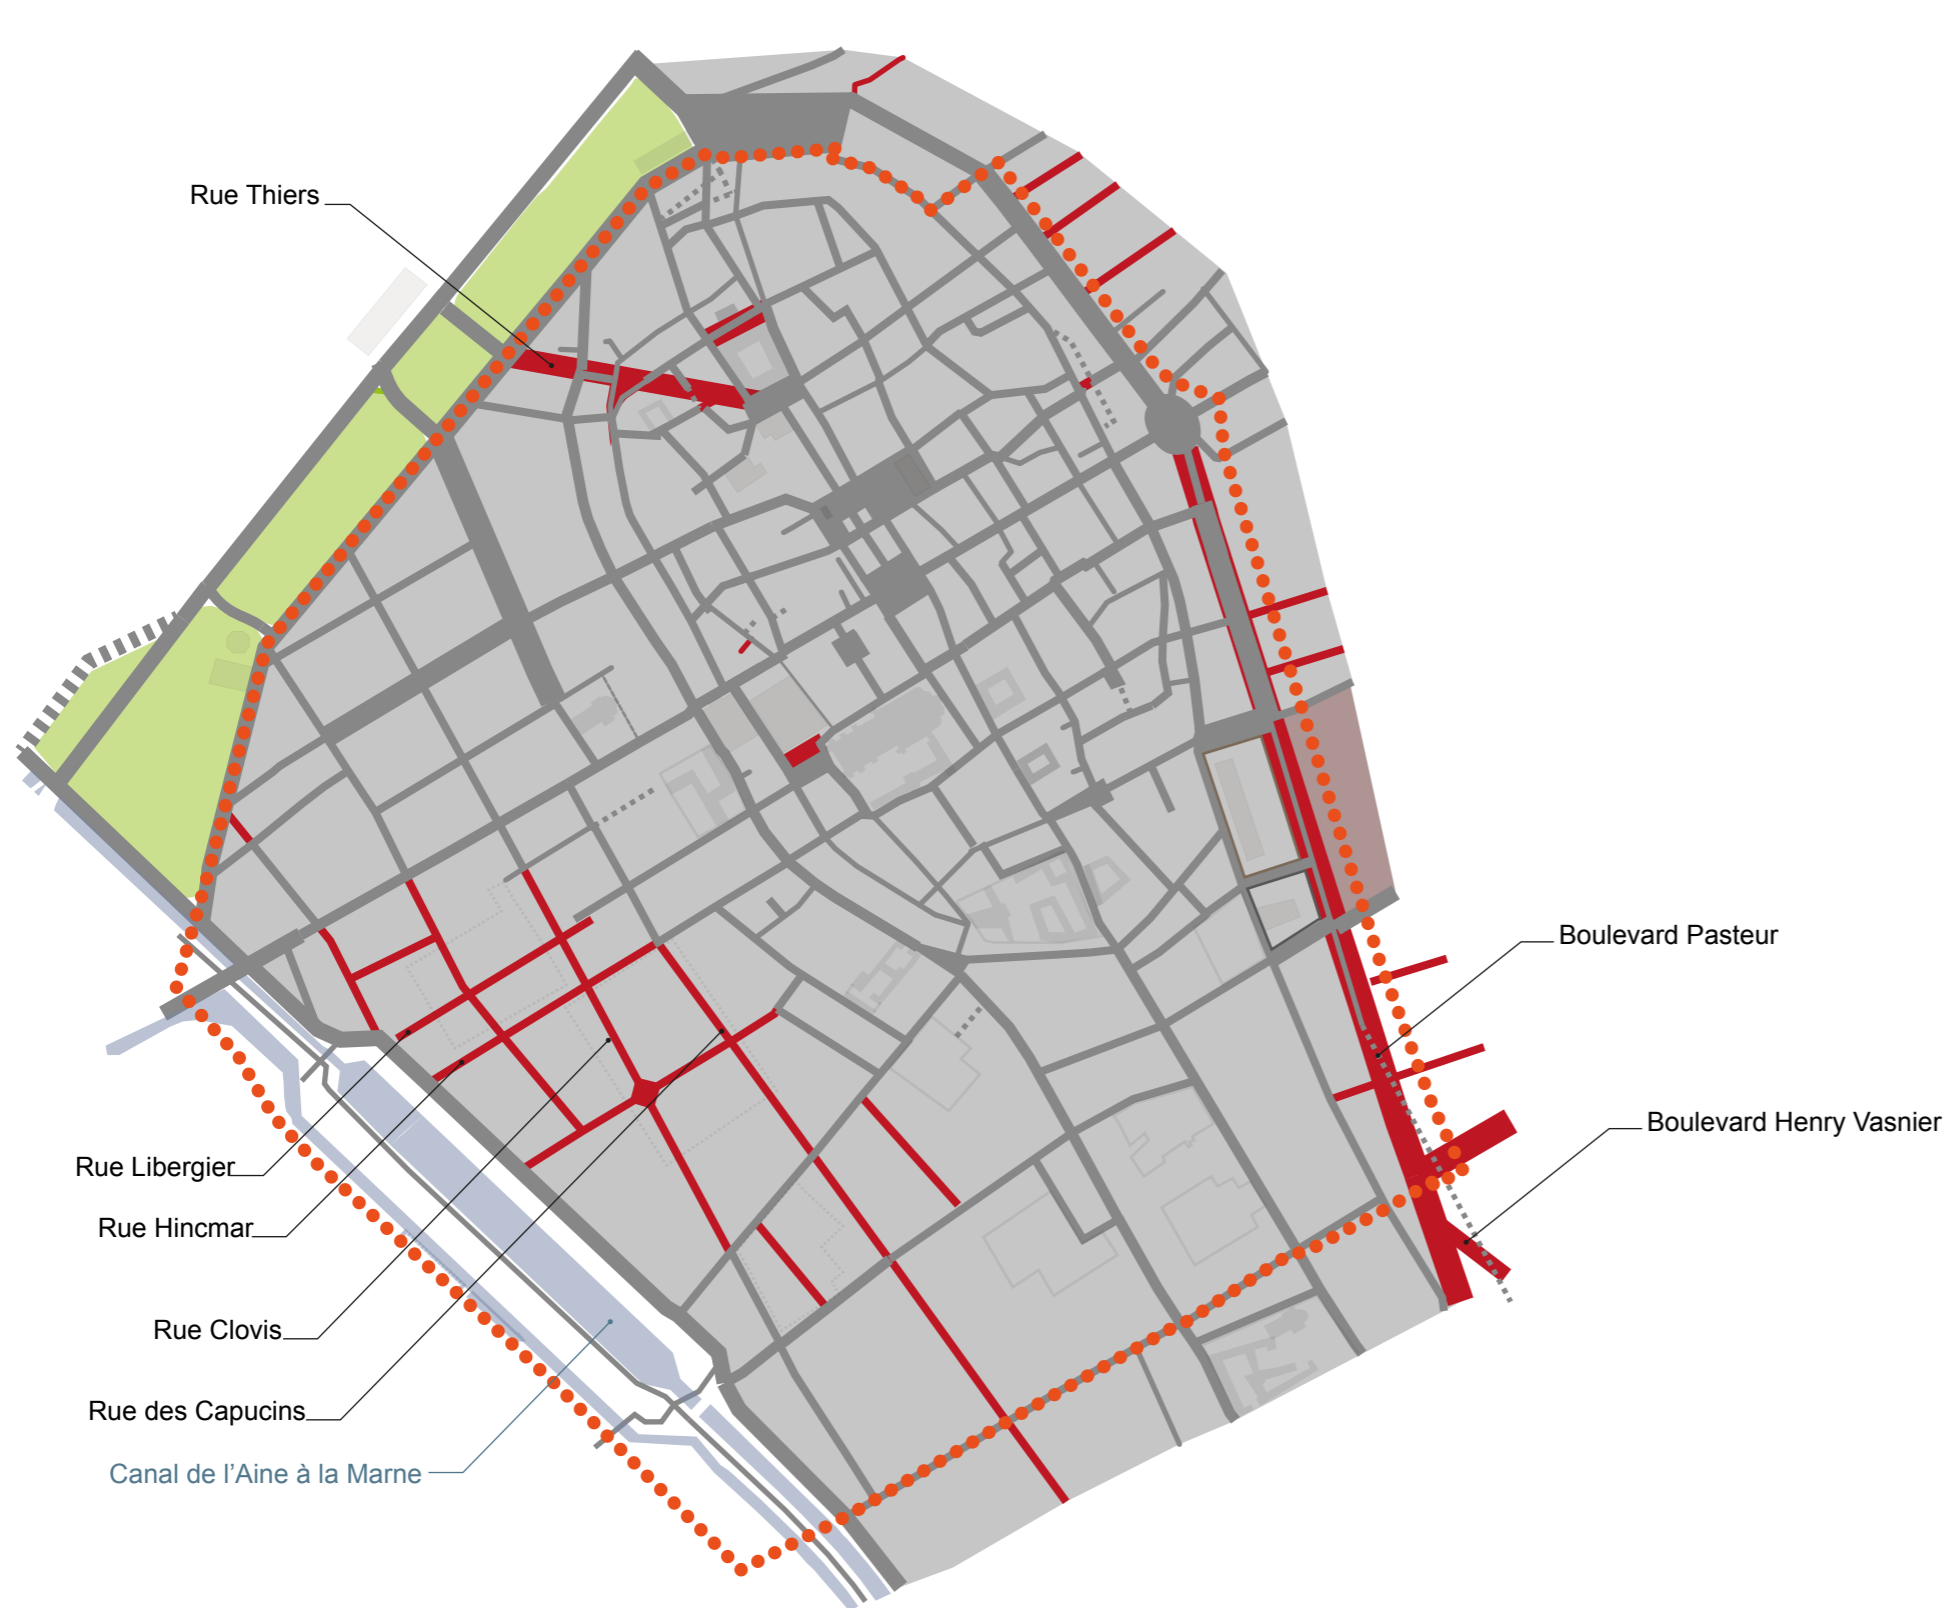 Rue Thiers
Boulevard Pasteur
Boulevard Henry Vasnier
Rue Libergier
Rue Hincmar
Rue Clovis
Rue des Capucins
Canal de l’Aine à la Marne